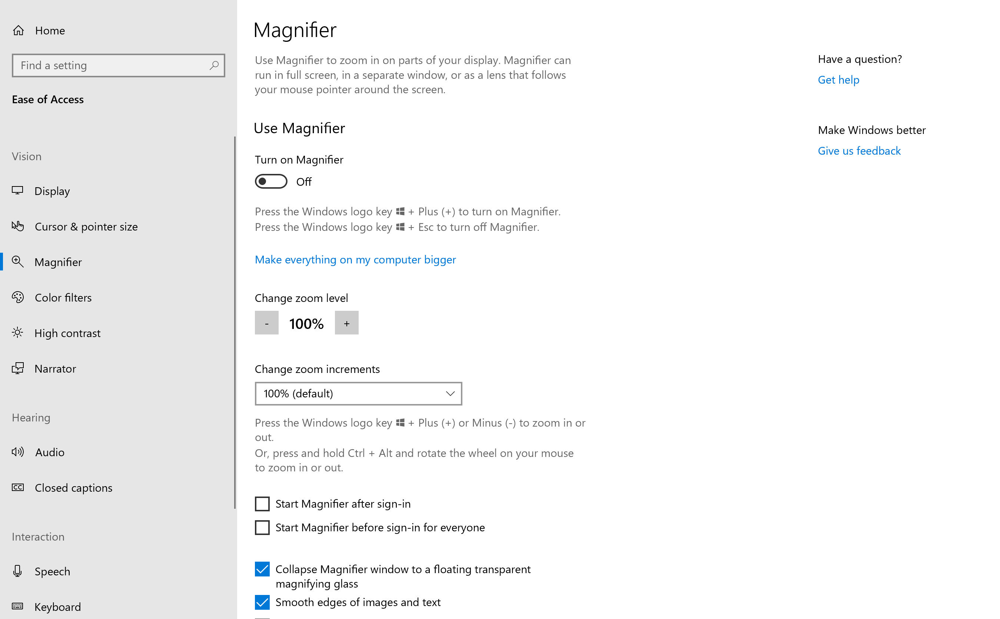 Home
Find a setting
Ease of Access
Vision
Display
Cursor & pointer size
Magnifier
Color filters
High contrast
Narrator
Hearing
Audio
Closed captions
Interaction
Speech
Keyboard
Magnifier
Use Magnifier to zoom in on parts of your display. Magnifier can
run in full screen, in a separate window, or as a lens that follows
your mouse pointer around the screen.
Use Magnifier
Turn on Magnifier
Off
Press the Windows logo key + Plus (+) to turn on Magnifier.
Press the Windows logo key + Esc to turn off Magnifier.
Make everything on my computer bigger
Change zoom level
- 100% +
Change zoom increments
100% (default)
Press the Windows logo key + Plus (+) or Minus (-) to zoom in or
out.
Or, press and hold Ctrl + Alt and rotate the wheel on your mouse
to zoom in or out.
Start Magnifier after sign-in
Start Magnifier before sign-in for everyone
Collapse Magnifier window to a floating transparent
magnifying glass
Smooth edges of images and text
Have a question?
Get help
Make Windows better
Give us feedback